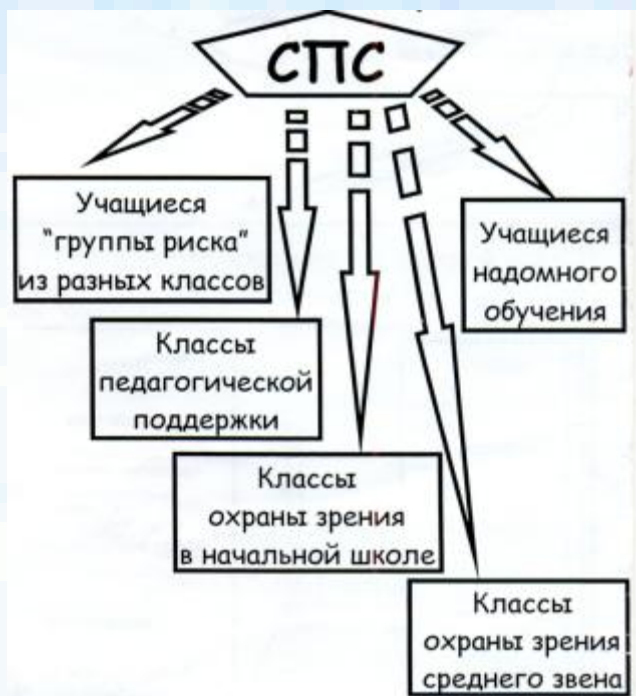 СПС
Учащиеся
"группы риска"
из разных классов
Классы
педагогической
поддержки
Классы
охраны зрения
в начальной школе
Классы
охраны зрения
среднего звена
Учащиеся
надомного
обучения